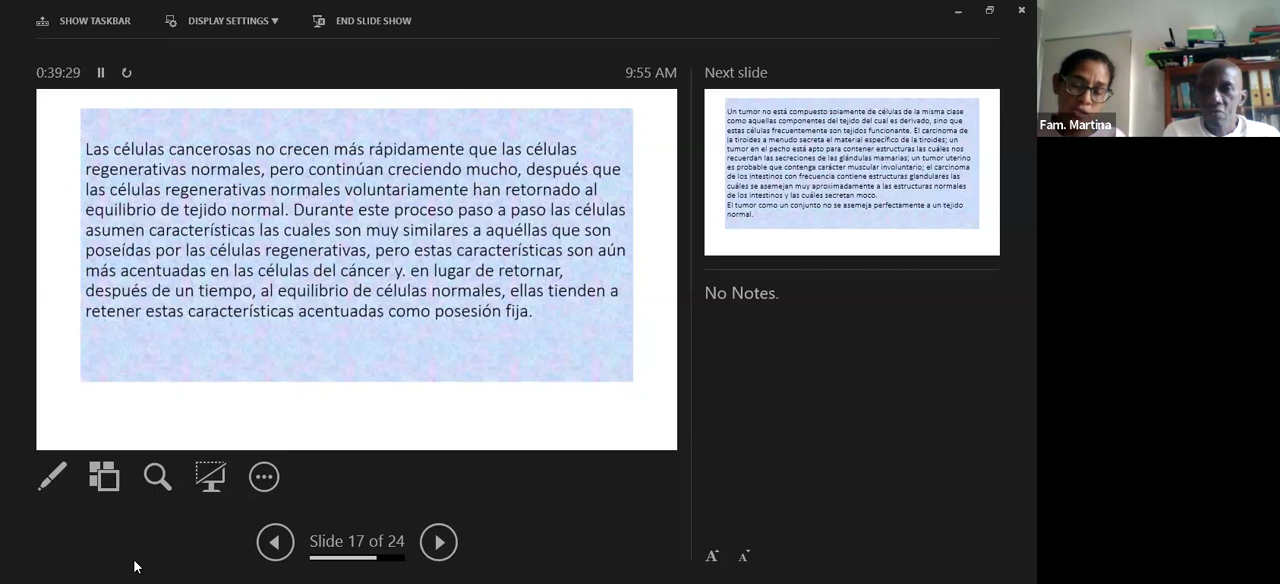 SHOW TASKBAR
DISPLAY SETTINGS ▼
END SLIDE SHOW
0:39:29
9:55 AM
Las células cancerosas no crecen más rápidamente que las células
regenerativas normales, pero continúan creciendo mucho, después que
las células regenerativas normales voluntariamente han retornado al
equilibrio de tejido normal. Durante este proceso paso a paso las células
asumen características las cuales son muy similares a aquéllas que son
poseídas por las células regenerativas, pero estas características son aún
más acentuadas en las células del cáncer y. en lugar de retornar,
después de un tiempo, al equilibrio de células normales, ellas tienden a
retener estas características acentuadas como posesión fija.
Slide 17 of 24
Next slide
Un tumor no está compuesto solamente de células de la misma clase
como aquellas componentes del tejido del cual es derivado, sino que
estas células frecuentemente son tejidos funcionante. El carcinoma de
la tiroides a menudo secreta el material específico de la tiroides; un
tumor en el pecho está apto para contener estructuras las cuáles nos
recuerdan las secreciones de las glándulas mamarias; un tumor uterino
es probable que contenga carácter muscular involuntario; el carcinoma
de los intestinos con frecuencia contiene estructuras glandulares las
cuáles se asemejan muy aproximadamente a las estructuras normales
de los intestinos y las cuáles secretan moco.
El tumor como un conjunto no se asemeja perfectamente a un tejido
normal.
No Notes.
A A
Fam. Martina